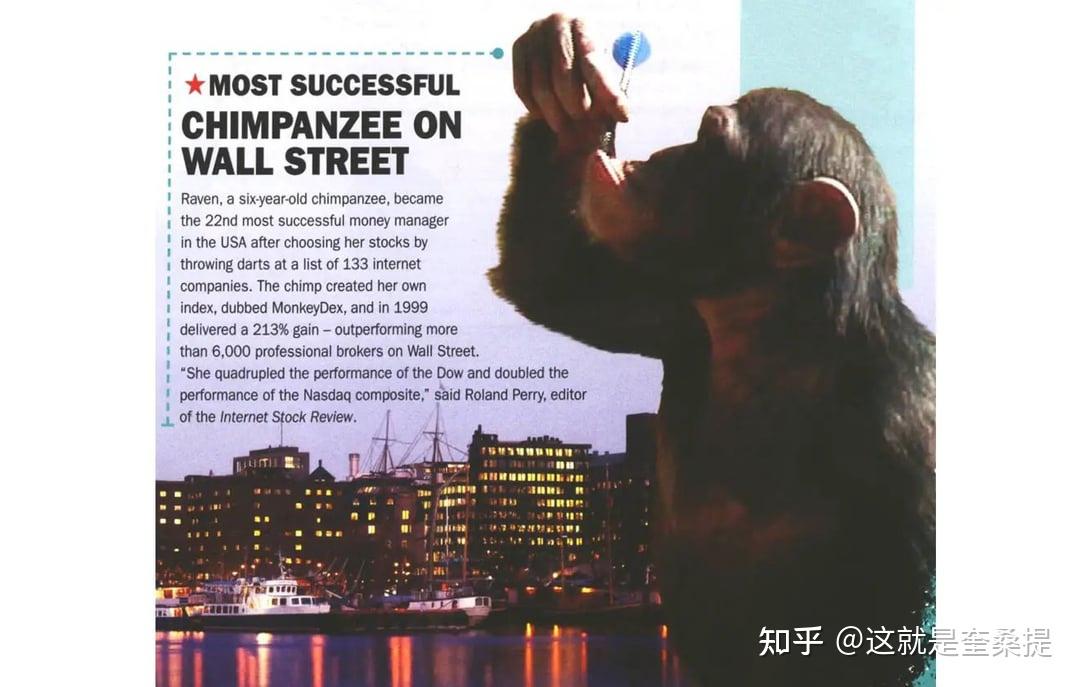 ★MOST SUCCESSFUL
CHIMPANZEE ON
WALL STREET
Raven, a six-year-old chimpanzee, became
the 22nd most successful money manager
in the USA after choosing her stocks by
throwing darts at a list of 133 internet
companies. The chimp created her own
index, dubbed MonkeyDex, and in 1999
delivered a 213% gain – outperforming more
than 6,000 professional brokers on Wall Street.
“She quadrupled the performance of the Dow and doubled the
performance of the Nasdaq composite,” said Roland Perry, editor
of the Internet Stock Review.
知乎 @这就是奎桑提